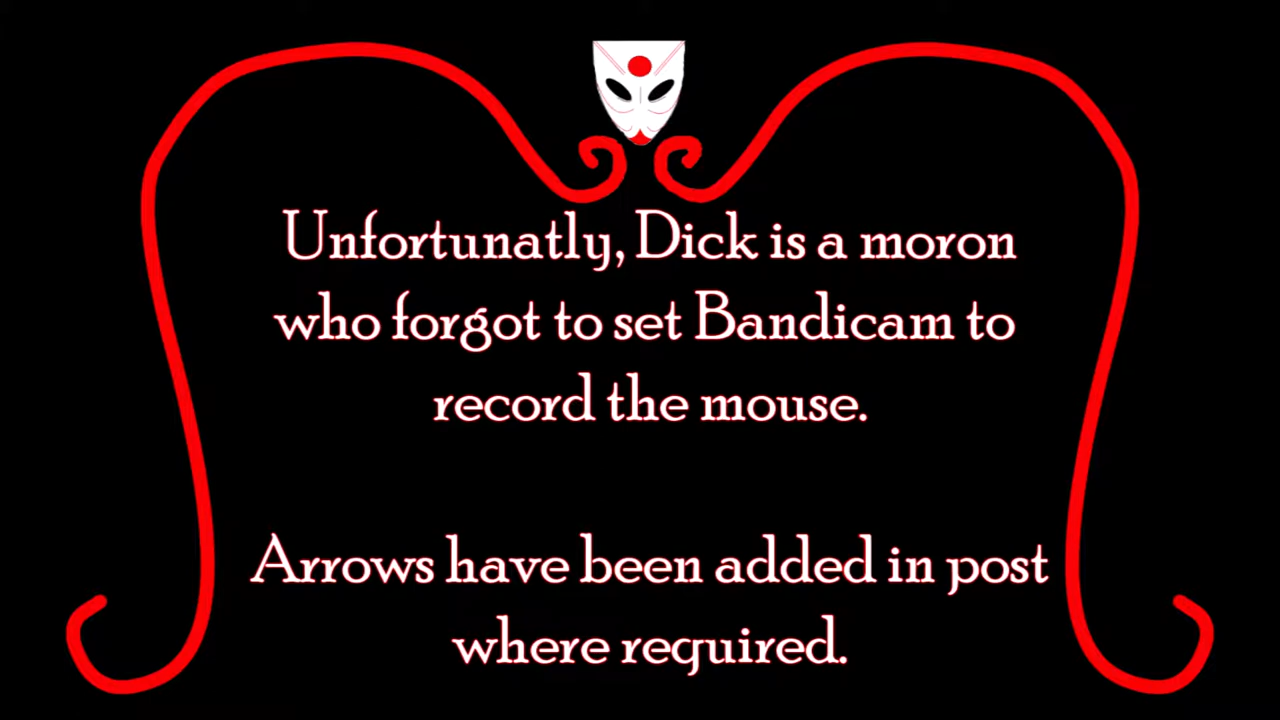 Unfortunatly, Dick is a moron
who forgot to set Bandicam to
record the mouse.
Arrows have been added in post
where required.